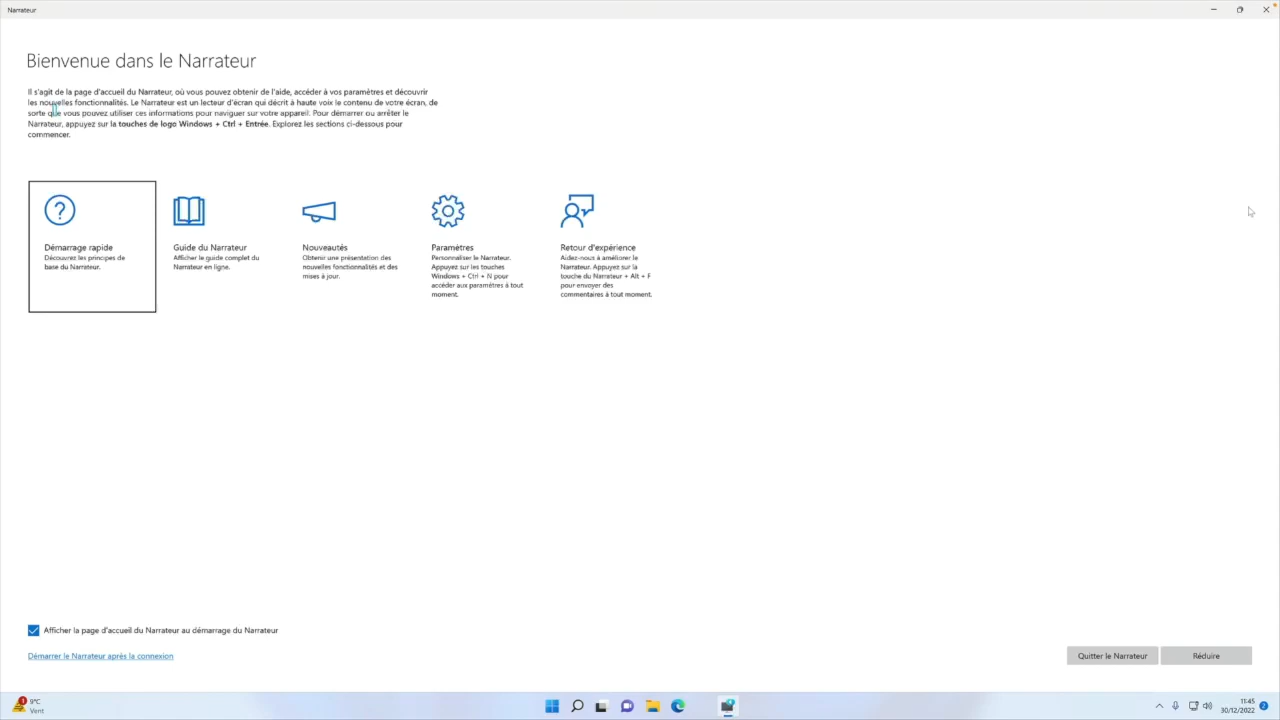 Narrateur
Bienvenue dans le Narrateur
Il s'agit de la page d'accueil du Narrateur, où vous pouvez obtenir de l'aide, accéder à vos paramètres et découvrir
les nouvelles fonctionnalités. Le Narrateur est un lecteur d'écran qui décrit à haute voix le contenu de votre écran, de
sorte que vous pouvez utiliser ces informations pour naviguer sur votre appareil. Pour démarrer ou arrêter le
Narrateur, appuyez sur la touches de logo Windows + Ctrl + Entrée. Explorez les sections ci-dessous pour
commencer.
Démarrage rapide
Découvrez les principes de
base du Narrateur.
Guide du Narrateur
Afficher le guide complet du
Narrateur en ligne.
Nouveautés
Obtenir une présentation des
nouvelles fonctionnalités et des
mises à jour.
Paramètres
Personnaliser le Narrateur.
Appuyez sur les touches
Windows + Ctrl + N pour
accéder aux paramètres à tout
moment.
Retour d'expérience
Aidez-nous à améliorer le
Narrateur. Appuyez sur la
touche du Narrateur + Alt + F
pour envoyer des
commentaires à tout moment.
Afficher la page d'accueil du Narrateur au démarrage du Narrateur
Démarrer le Narrateur après la connexion
Quitter le Narrateur
Réduire
1
9°C
Vent
11:45
30/12/2022
2